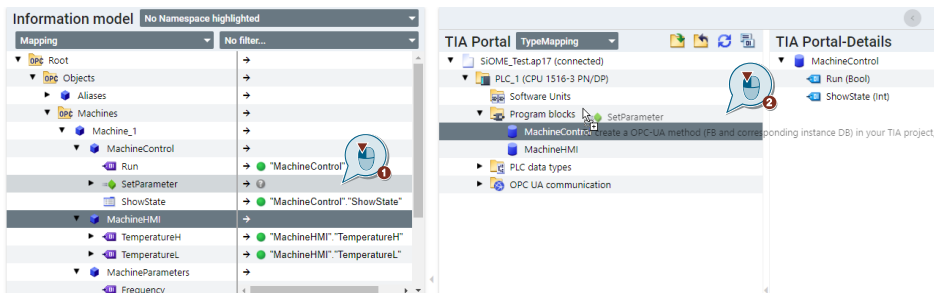 Information model
No Namespace highlighted
Mapping
No filter...
Root
Objects
Aliases
Machines
Machine_1
MachineControl
Run
"MachineControl"
SetParameter
ShowState
"MachineControl"."ShowState"
MachineHMI
TemperatureH
"MachineHMI"."TemperatureH"
TemperatureL
"MachineHMI"."TemperatureL"
MachineParameters
Frequency
1
TIA Portal
TypeMapping
SiOME_Test.ap17 (connected)
PLC_1 (CPU 1516-3 PN/DP)
Software Units
Program blocks
SetParameter
MachineControl
create a OPC-UA method (FB and corresponding instance DB) in your TIA project,
MachineHMI
PLC data types
OPC UA communication
2
TIA Portal-Details
MachineControl
Run (Bool)
ShowState (Int)